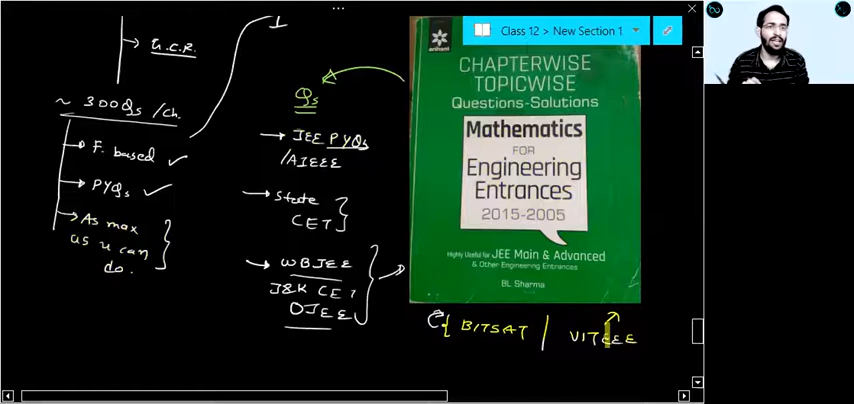 Class 12 > New Section 1
U.C.R.
~ 300Qs /Ch.
→ F. based ✓
→ PYQs ✓
→ As max
as u can
do.
Qs
→ JEE PYQs
/AIEEE
→ State
CET
→ WBJEE
J&K CET
OJEE
arihant
CHAPTERWISE
TOPICWISE
Questions-Solutions
Mathematics
FOR
Engineering
Entrances
2015-2005
Highly Useful for JEE Main & Advanced
& Other Engineering Entrances
BL Sharma
{ BITSAT | VITEEE